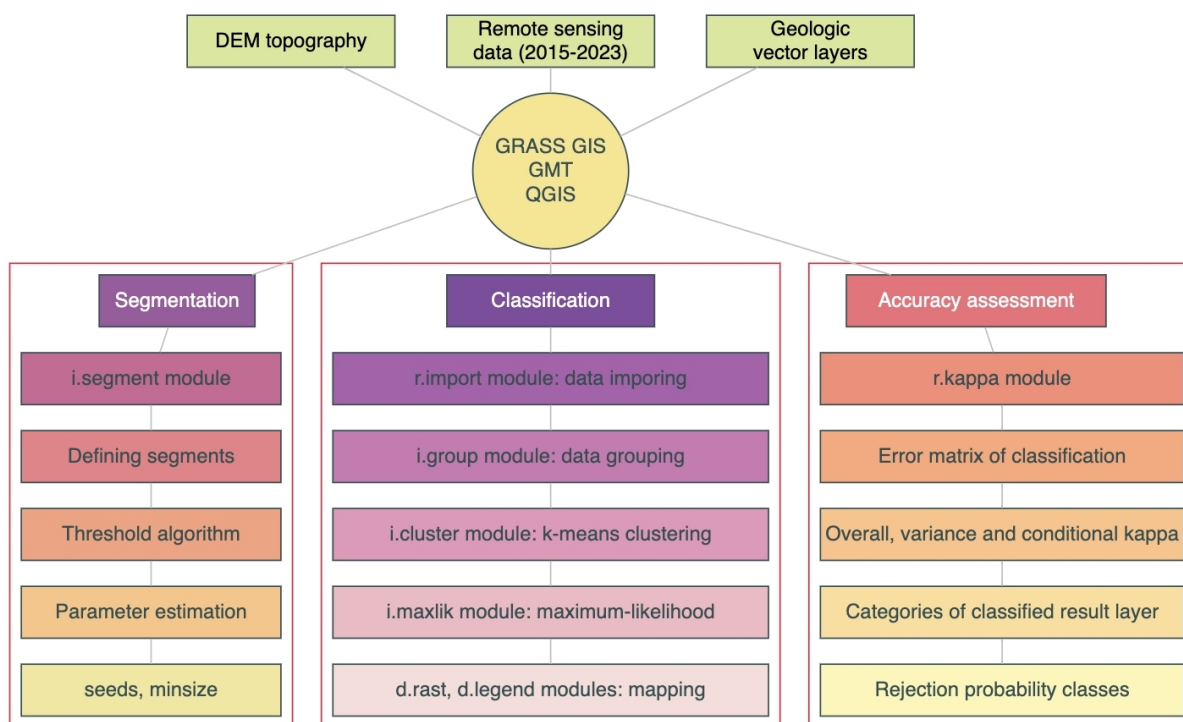 DEM topography
Remote sensing
data (2015-2023)
Geologic
vector layers
GRASS GIS
GMT
QGIS
Segmentation
i.segment module
Defining segments
Threshold algorithm
Parameter estimation
seeds, minsize
Classification
r.import module: data imporing
i.group module: data grouping
i.cluster module: k-means clustering
i.maxlik module: maximum-likelihood
d.rast, d.legend modules: mapping
Accuracy assessment
r.kappa module
Error matrix of classification
Overall, variance and conditional kappa
Categories of classified result layer
Rejection probability classes